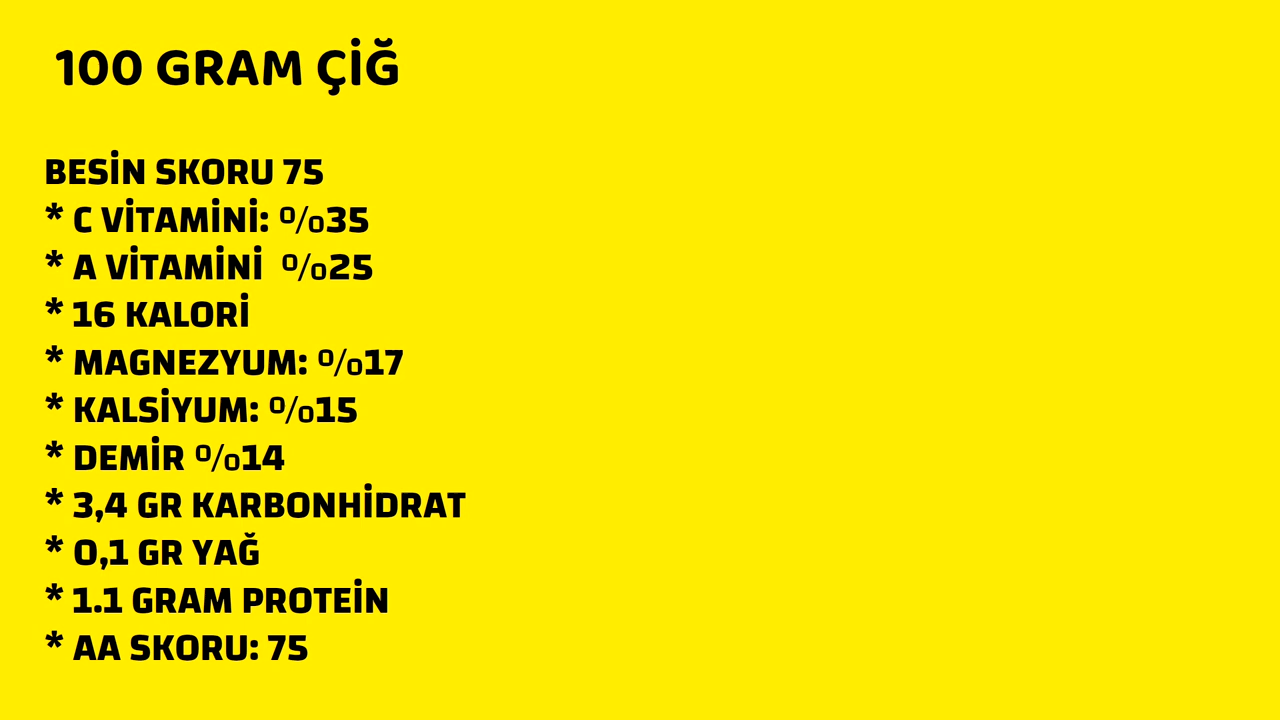 100 GRAM ÇİĞ
BESİN SKORU 75
* C VİTAMİNİ: %35
* A VİTAMİNİ %25
* 16 KALORİ
* MAGNEZYUM: %17
* KALSİYUM: %15
* DEMİR %14
* 3,4 GR KARBONHİDRAT
* 0,1 GR YAĞ
* 1.1 GRAM PROTEİN
* AA SKORU: 75